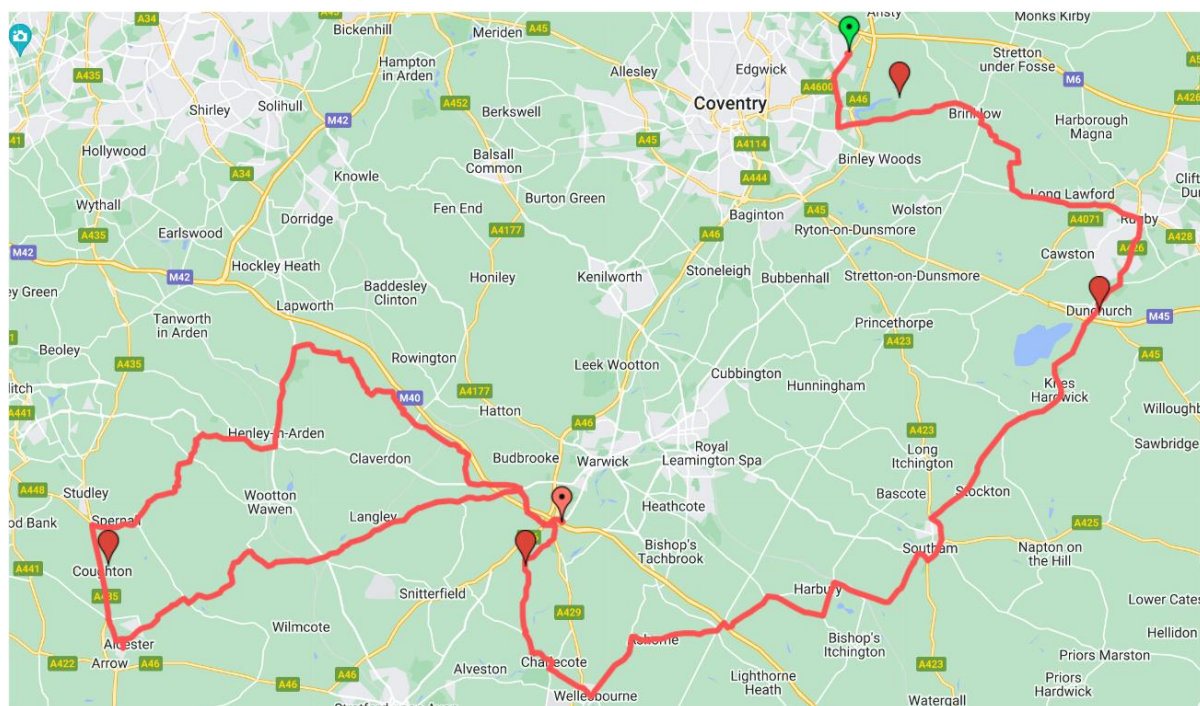 A34
Bickenhill
Meriden
Ansty
Monks Kirby
A435
Hampton
in Arden
Allesley
Edgwick
A4600
A46
Stretton
under Fosse
Shirley
Solihull
A452
Berkswell
Coventry
Brinklow
M6
A426
M42
A45
A4114
Harborough
Magna
Hollywood
Balsall
Common
Binley Woods
A34
Knowle
A444
Wythall
Burton Green
Long Lawford
Dorridge
Fen End
Baginton
A45
Wolston
A4071
Rugby
A435
Earlswood
A4177
A46
Ryton-on-Dunsmore
A428
M42
Cawston
A426
Hockley Heath
Honiley
Kenilworth
Stoneleigh
Bubbenhall
Stretton-on-Dunsmore
M42
Baddesley
Clinton
Lapworth
Dunchurch
M45
Tanworth
in Arden
Princethorpe
Beoley
A435
Rowington
A423
A45
Leek Wootton
Cubbington
Hunningham
A4177
M40
A441
Hatton
A46
A423
Henley-in-Arden
Budbrooke
Warwick
Royal
Leamington Spa
Long
Itchington
Claverdon
A448
Studley
Wootton
Wawen
Bascote
Stockton
Heathcote
Spernall
Langley
A425
Bishop's
Tachbrook
Southam
Napton on
the Hill
A441
Coughton
A435
Snitterfield
Harbury
A429
Wilmcote
Alcester
Bishop's
Itchington
Hellidon
A422
Arrow
A46
Alveston
Charlecote
Lighthorne
Heath
A423
Priors Marston
A46
Wellesbourne
Priors
Hardwick
Watergall